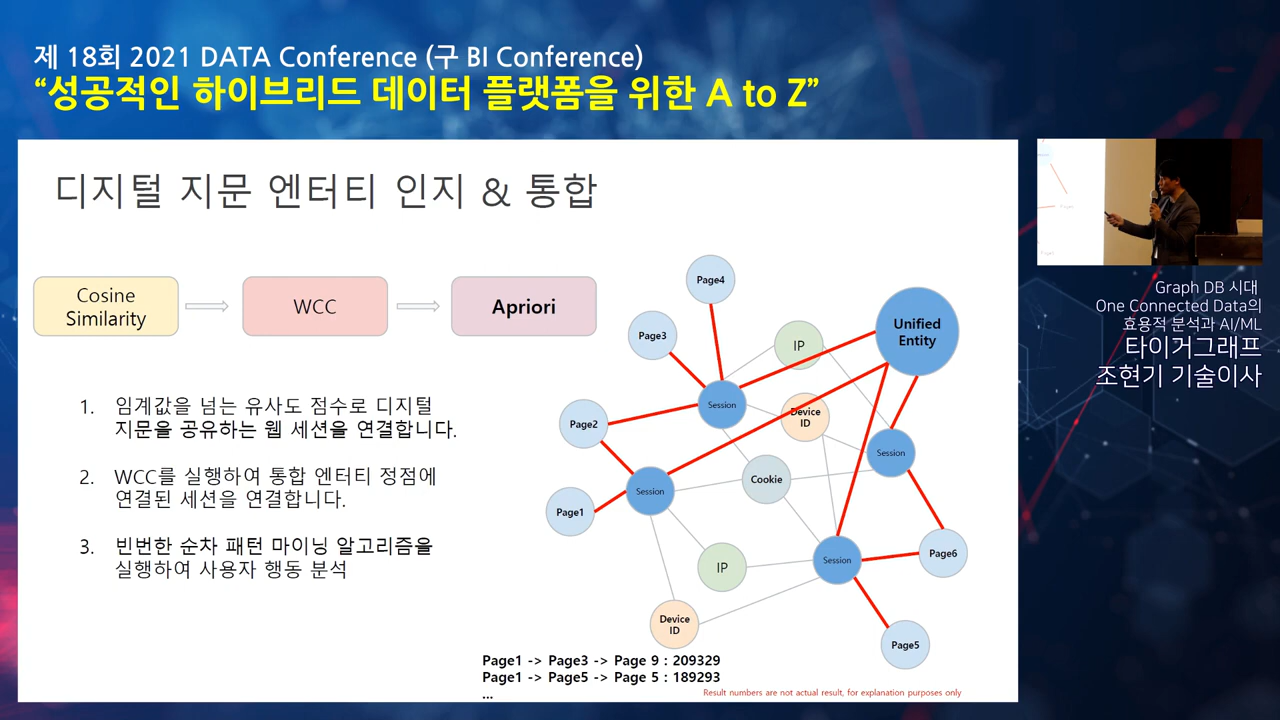 제 18회 2021 DATA Conference (구 BI Conference)
“성공적인 하이브리드 데이터 플랫폼을 위한 A to Z”
디지털 지문 엔터티 인지 & 통합
Cosine
Similarity
WCC
Apriori
1. 임계값을 넘는 유사도 점수로 디지털
지문을 공유하는 웹 세션을 연결합니다.
2. WCC를 실행하여 통합 엔터티 정점에
연결된 세션을 연결합니다.
3. 빈번한 순차 패턴 마이닝 알고리즘을
실행하여 사용자 행동 분석
Page4
Page3
IP
Unified
Entity
Session
Device
ID
Page2
Session
Cookie
Session
Page1
IP
Session
Page6
Device
ID
Page5
Page1 -> Page3 -> Page 9 : 209329
Page1 -> Page5 -> Page 5 : 189293
...
Result numbers are not actual result, for explanation purposes only
Graph DB 시대
One Connected Data의
효용적 분석과 AI/ML
타이거그래프
조현기 기술이사